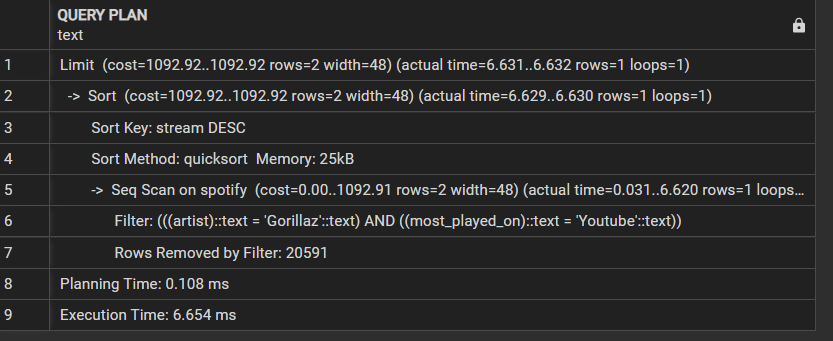 QUERY PLAN
text
1 Limit (cost=1092.92..1092.92 rows=2 width=48) (actual time=6.631..6.632 rows=1 loops=1)
2 -> Sort (cost=1092.92..1092.92 rows=2 width=48) (actual time=6.629..6.630 rows=1 loops=1)
3 Sort Key: stream DESC
4 Sort Method: quicksort Memory: 25kB
5 -> Seq Scan on spotify (cost=0.00..1092.91 rows=2 width=48) (actual time=0.031..6.620 rows=1 loops...
6 Filter: (((artist)::text = 'Gorillaz'::text) AND ((most_played_on)::text = 'Youtube'::text))
7 Rows Removed by Filter: 20591
8 Planning Time: 0.108 ms
9 Execution Time: 6.654 ms